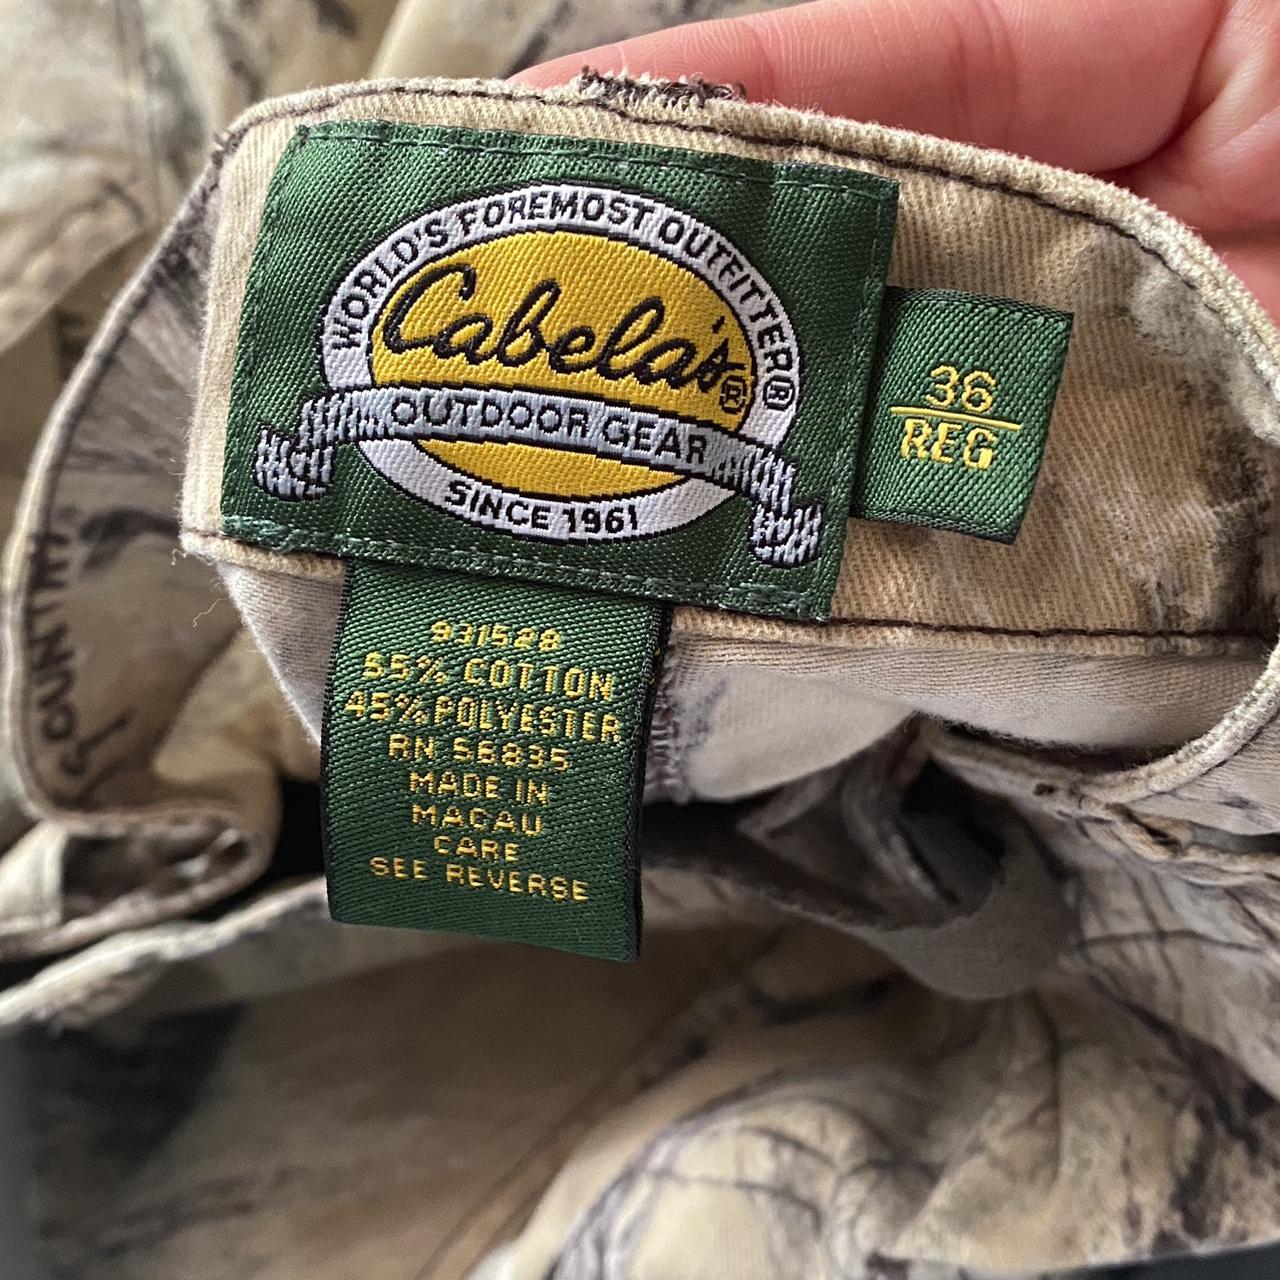 WORLD'S FOREMOST OUTFITTER®
Cabela's®
OUTDOOR GEAR
SINCE 1961
36
REG
931528
55% COTTON
45% POLYESTER
RN 56835
MADE IN
MACAU
CARE
SEE REVERSE